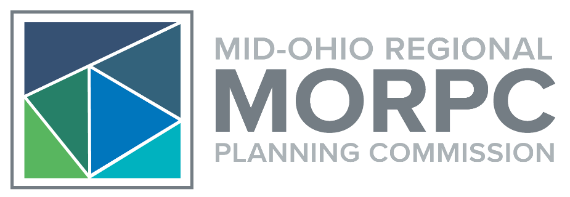 MID-OHIO REGIONAL
MORPC
PLANNING COMMISSION